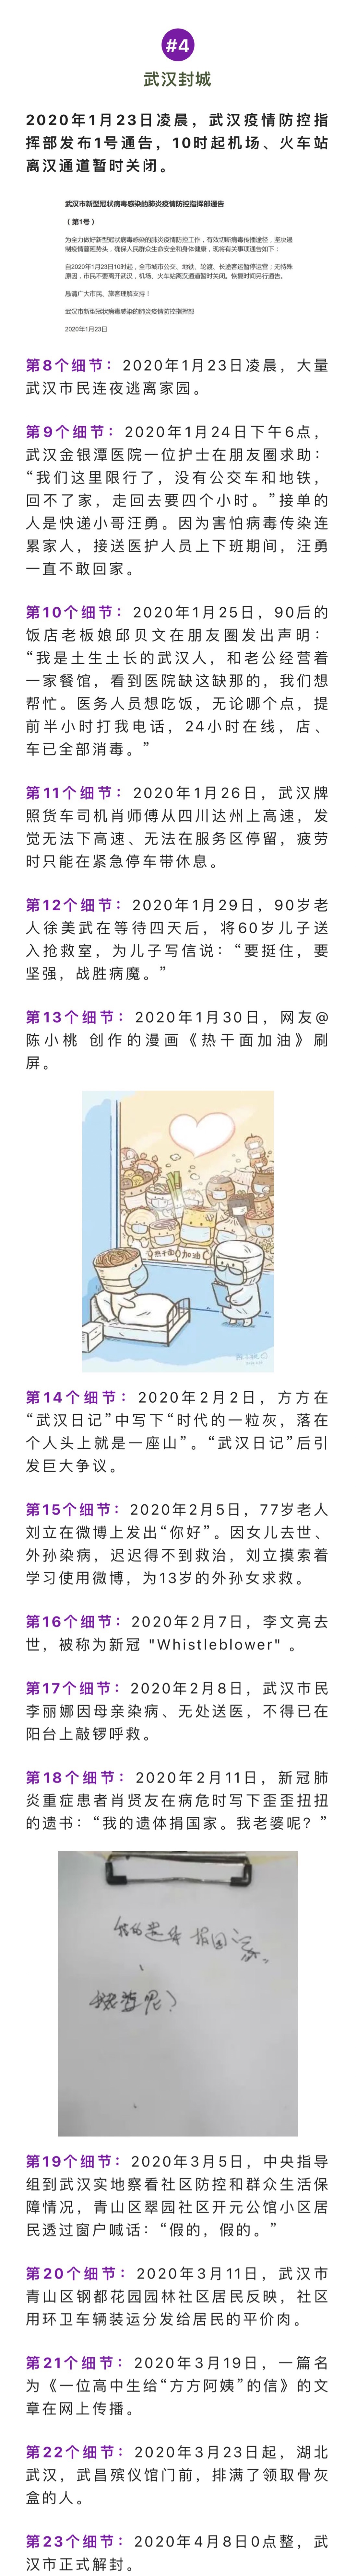 #4
武汉封城
2020年1月23日凌晨，武汉疫情防控指
挥部发布1号通告，10时起机场、火车站
离汉通道暂时关闭。
武汉市新型冠状病毒感染的肺炎疫情防控指挥部通告
（第1号）
为全力做好新型冠状病毒感染的肺炎疫情防控工作，有效切断病毒传播途径，坚决遏
制疫情蔓延势头，确保人民群众生命安全和身体健康，现将有关事项通告如下：
自2020年1月23日10时起，全市城市公交、地铁、轮渡、长途客运暂停运营；无特殊
原因，市民不要离开武汉，机场、火车站离汉通道暂时关闭。恢复时间另行通告。
恳请广大市民、旅客理解支持！
武汉市新型冠状病毒感染的肺炎疫情防控指挥部
2020年1月23日
第8个细节：2020年1月23日凌晨，大量
武汉市民连夜逃离家园。
第9个细节：2020年1月24日下午6点，
武汉金银潭医院一位护士在朋友圈求助：
“我们这里限行了，没有公交车和地铁，
回不了家，走回去要四个小时。”接单的
人是快递小哥汪勇。因为害怕病毒传染连
累家人，接送医护人员上下班期间，汪勇
一直不敢回家。
第10个细节：2020年1月25日，90后的
饭店老板娘邱贝文在朋友圈发出声明：
“我是土生土长的武汉人，和老公经营着
一家餐馆，看到医院缺这缺那的，我们想
帮忙。医务人员想吃饭，无论哪个点，提
前半小时打我电话，24小时在线，店、
车已全部消毒。”
第11个细节：2020年1月26日，武汉牌
照货车司机肖师傅从四川达州上高速，发
觉无法下高速、无法在服务区停留，疲劳
时只能在紧急停车带休息。
第12个细节：2020年1月29日，90岁老
人徐美武在等待四天后，将60岁儿子送
入抢救室，为儿子写信说：“要挺住，要
坚强，战胜病魔。”
第13个细节：2020年1月30日，网友@
陈小桃 创作的漫画《热干面加油》刷
屏。
热干面加油
第14个细节：2020年2月2日，方方在
“武汉日记”中写下“时代的一粒灰，落在
个人头上就是一座山”。“武汉日记”后引
发巨大争议。
第15个细节：2020年2月5日，77岁老人
刘立在微博上发出“你好”。因女儿去世、
外孙染病，迟迟得不到救治，刘立摸索着
学习使用微博，为13岁的外孙女求救。
第16个细节：2020年2月7日，李文亮去
世，被称为新冠 "Whistleblower" 。
第17个细节：2020年2月8日，武汉市民
李丽娜因母亲染病、无处送医，不得已在
阳台上敲锣呼救。
第18个细节：2020年2月11日，新冠肺
炎重症患者肖贤友在病危时写下歪歪扭扭
的遗书：“我的遗体捐国家。我老婆呢？”
我的遗体捐国家。
我老婆呢？
第19个细节：2020年3月5日，中央指导
组到武汉实地察看社区防控和群众生活保
障情况，青山区翠园社区开元公馆小区居
民透过窗户喊话：“假的，假的。”
第20个细节：2020年3月11日，武汉市
青山区钢都花园园林社区居民反映，社区
用环卫车辆装运分发给居民的平价肉。
第21个细节：2020年3月19日，一篇名
为《一位高中生给“方方阿姨”的信》的文
章在网上传播。
第22个细节：2020年3月23日起，湖北
武汉，武昌殡仪馆门前，排满了领取骨灰
盒的人。
第23个细节：2020年4月8日0点整，武
汉市正式解封。